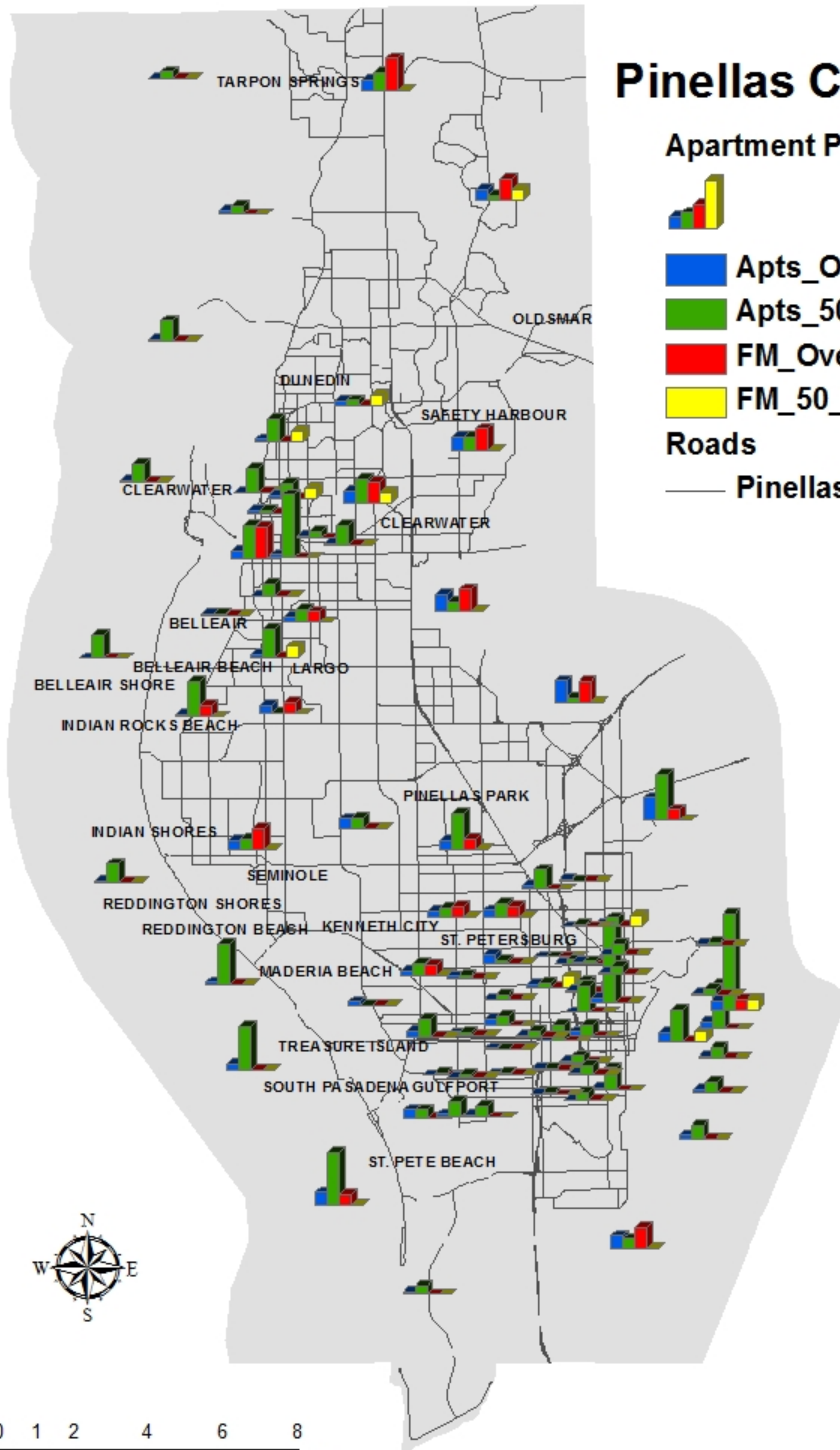 Pinellas C
Apartment P
Apts_O
Apts_50
FM_Ove
FM_50_
Roads
Pinellas
TARPON SPRINGS
OLDSMAR
DUNEDIN
SAFETY HARBOUR
CLEARWATER
CLEARWATER
BELLEAIR
BELLEAIR BEACH
LARGO
BELLEAIR SHORE
INDIAN ROCKS BEACH
PINELLAS PARK
INDIAN SHORES
SEMINOLE
REDDINGTON SHORES
REDDINGTON BEACH
KENNETH CITY
ST. PETERSBURG
MADERIA BEACH
TREASURE ISLAND
SOUTH PASADENA
GULFPORT
ST. PETE BEACH
N
W
E
S
0 1 2 4 6 8